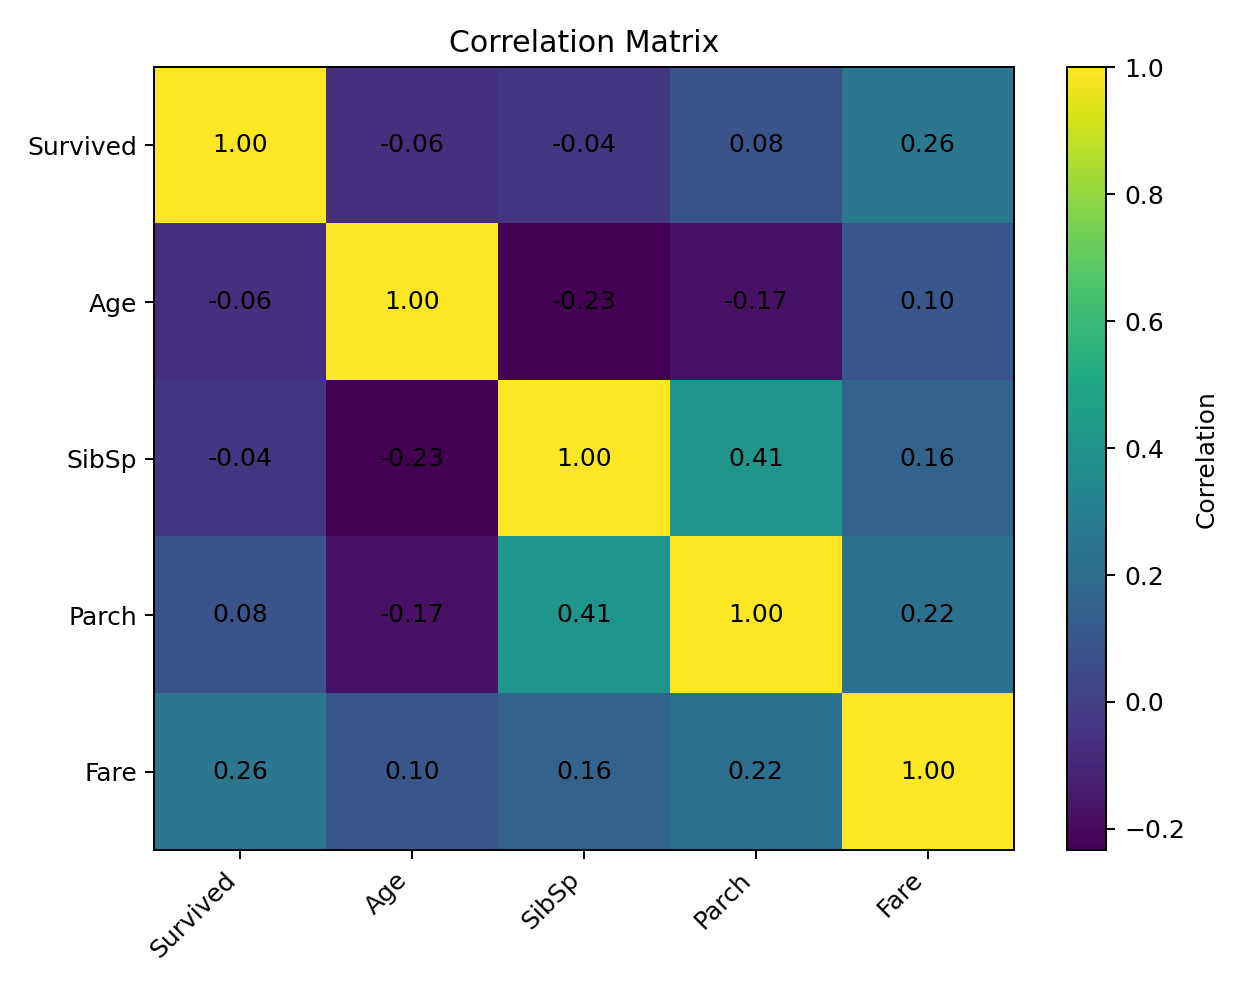 Correlation Matrix
Survived 1.00 -0.06 -0.04 0.08 0.26
Age -0.06 1.00 -0.23 -0.17 0.10
SibSp -0.04 -0.23 1.00 0.41 0.16
Parch 0.08 -0.17 0.41 1.00 0.22
Fare 0.26 0.10 0.16 0.22 1.00
Survived Age SibSp Parch Fare
1.0
0.8
0.6
0.4
0.2
0.0
−0.2
Correlation